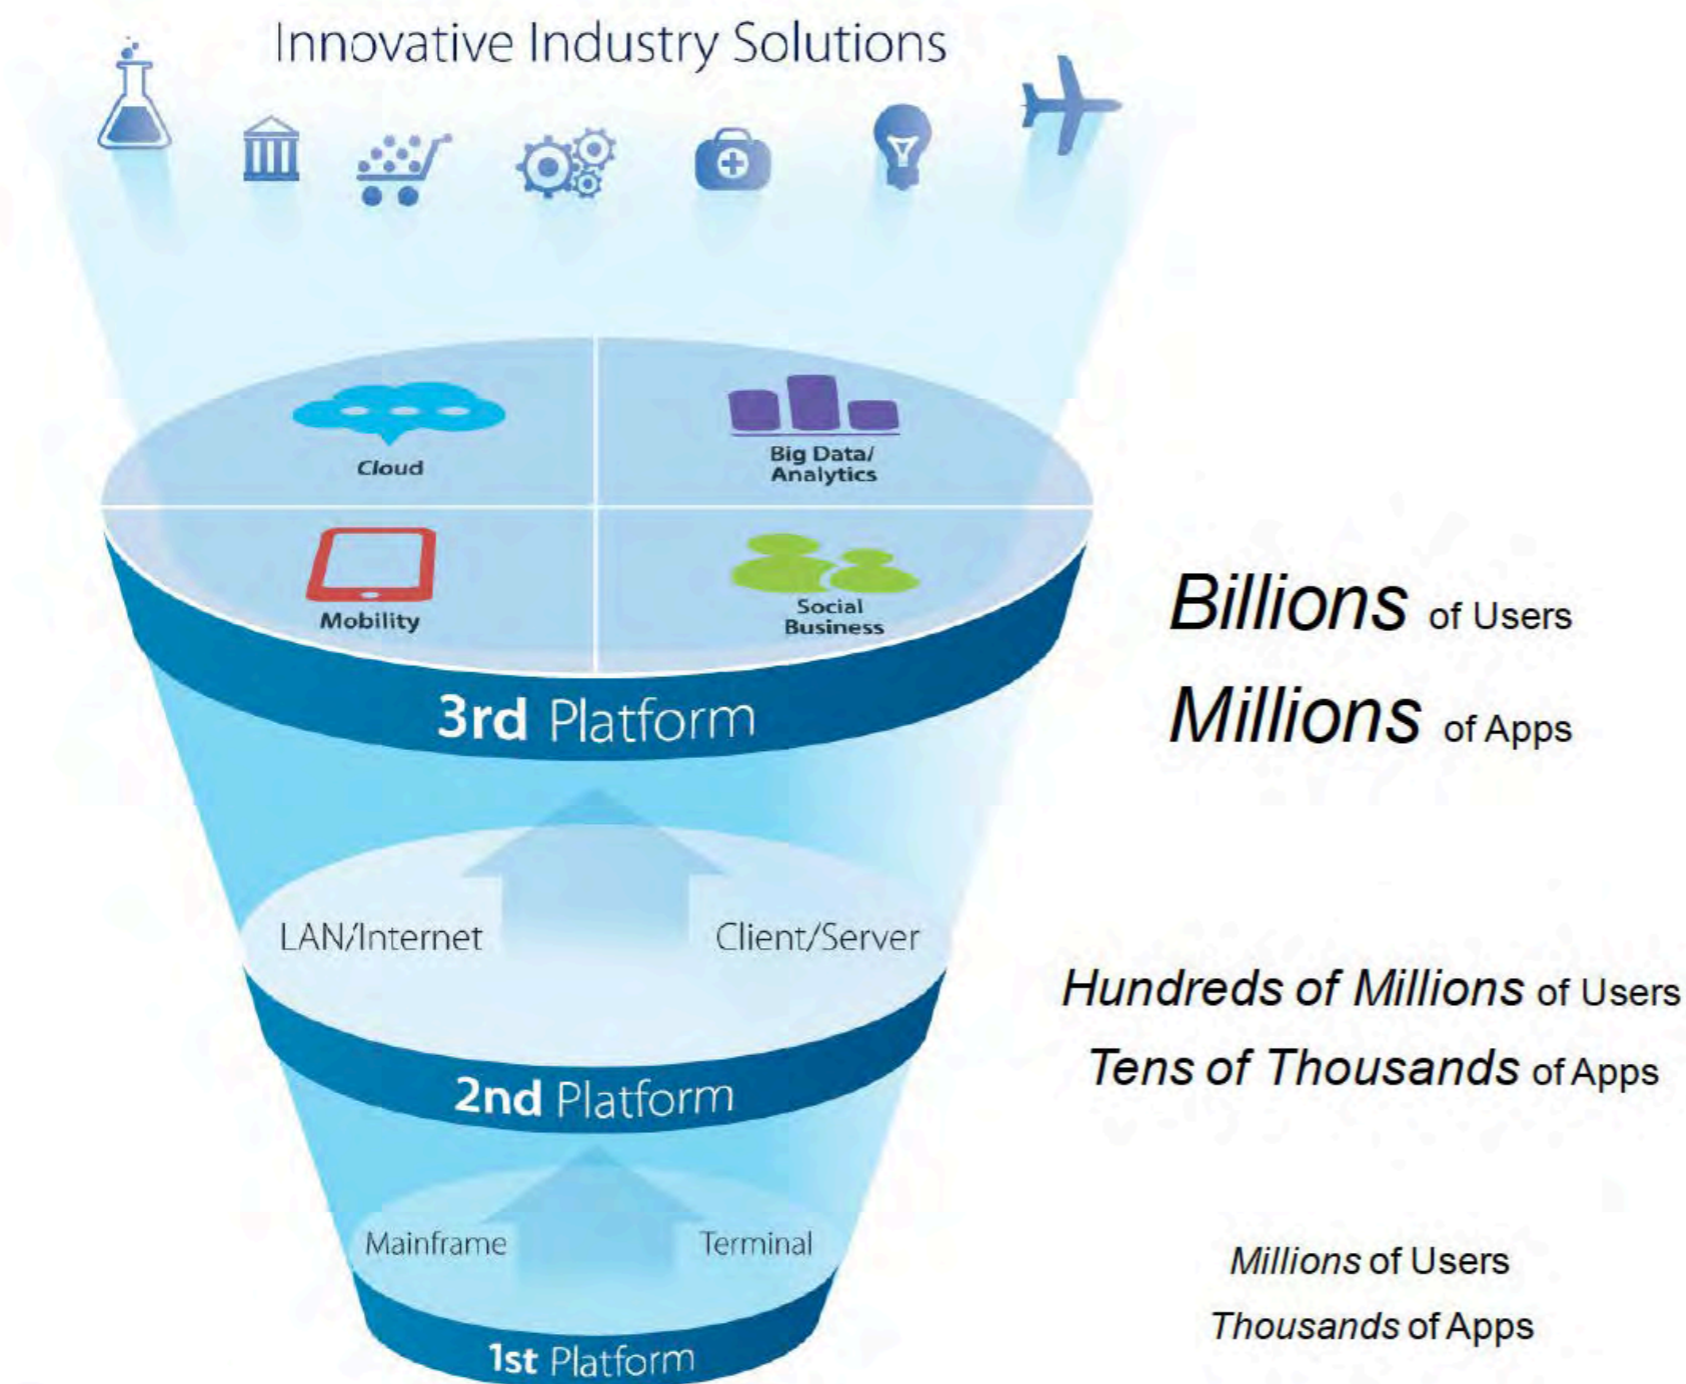 Innovative Industry Solutions
Cloud
Big Data/
Analytics
Mobility
Social
Business
3rd Platform
Billions of Users
Millions of Apps
LAN/Internet
Client/Server
2nd Platform
Hundreds of Millions of Users
Tens of Thousands of Apps
Mainframe
Terminal
1st Platform
Millions of Users
Thousands of Apps